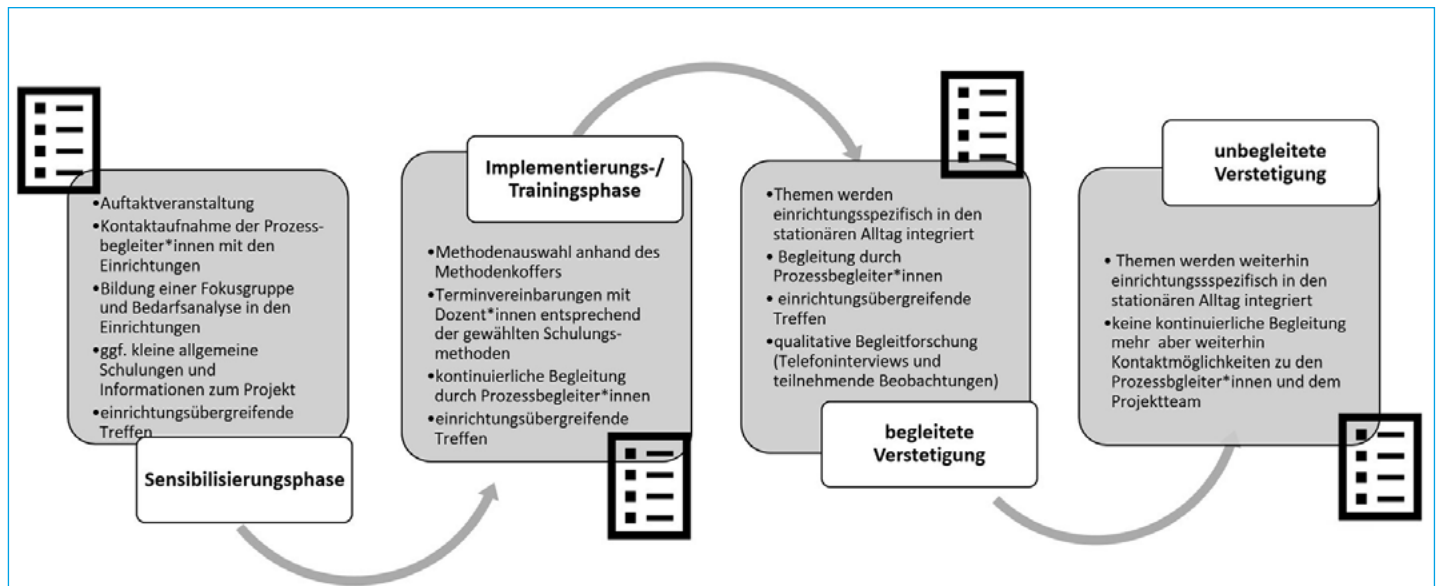 •Auftaktveranstaltung
•Kontaktaufnahme der Prozess-
begleiter*innen mit den
Einrichtungen
•Bildung einer Fokusgruppe
und Bedarfsanalyse in den
Einrichtungen
•ggf. kleine allgemeine
Schulungen und
Informationen zum Projekt
•einrichtungsübergreifende
Treffen
Sensibilisierungsphase
Implementierungs-/
Trainingsphase
•Methodenauswahl anhand des
Methodenkoffers
•Terminvereinbarungen mit
Dozent*innen entsprechend
der gewählten Schulungs-
methoden
•kontinuierliche Begleitung
durch Prozessbegleiter*innen
•einrichtungsübergreifende
Treffen
•Themen werden
einrichtungsspezifisch in den
stationären Alltag integriert
• Begleitung durch
Prozessbegleiter*innen
• einrichtungsübergreifende
Treffen
•qualitative Begleitforschung
(Telefoninterviews und
teilnehmende Beobachtungen)
begleitete
Verstetigung
unbegleitete
Verstetigung
• Themen werden weiterhin
einrichtungssspezifisch in den
stationären Alltag integriert
•keine kontinuierliche Begleitung
mehr aber weiterhin
Kontaktmöglichkeiten zu den
Prozessbgleiter*innen und dem
Projektteam